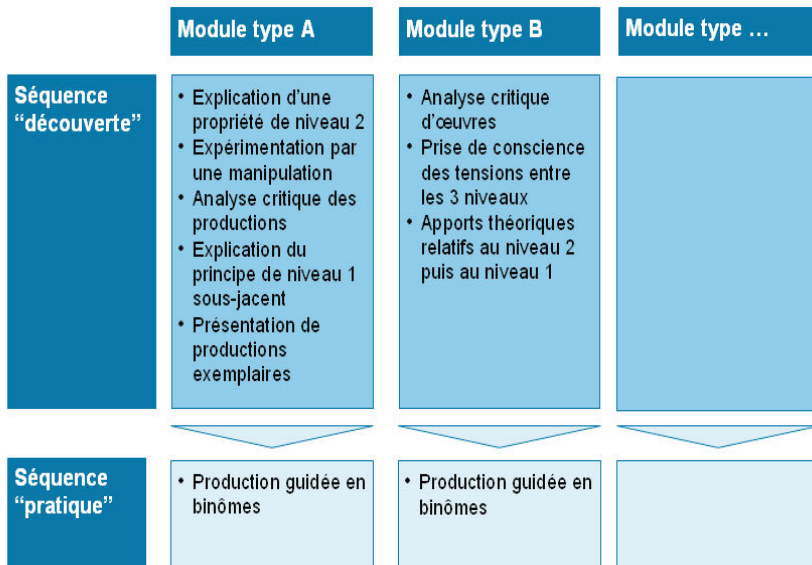 Module type A
Module type B
Module type …
Séquence
“découverte”
• Explication d’une
propriété de niveau 2
• Expérimentation par
une manipulation
• Analyse critique des
productions
• Explication du
principe de niveau 1
sous-jacent
• Présentation de
productions
exemplaires
• Analyse critique
d’œuvres
• Prise de conscience
des tensions entre
les 3 niveaux
• Apports théoriques
relatifs au niveau 2
puis au niveau 1
Séquence
“pratique”
• Production guidée en
binômes
• Production guidée en
binômes